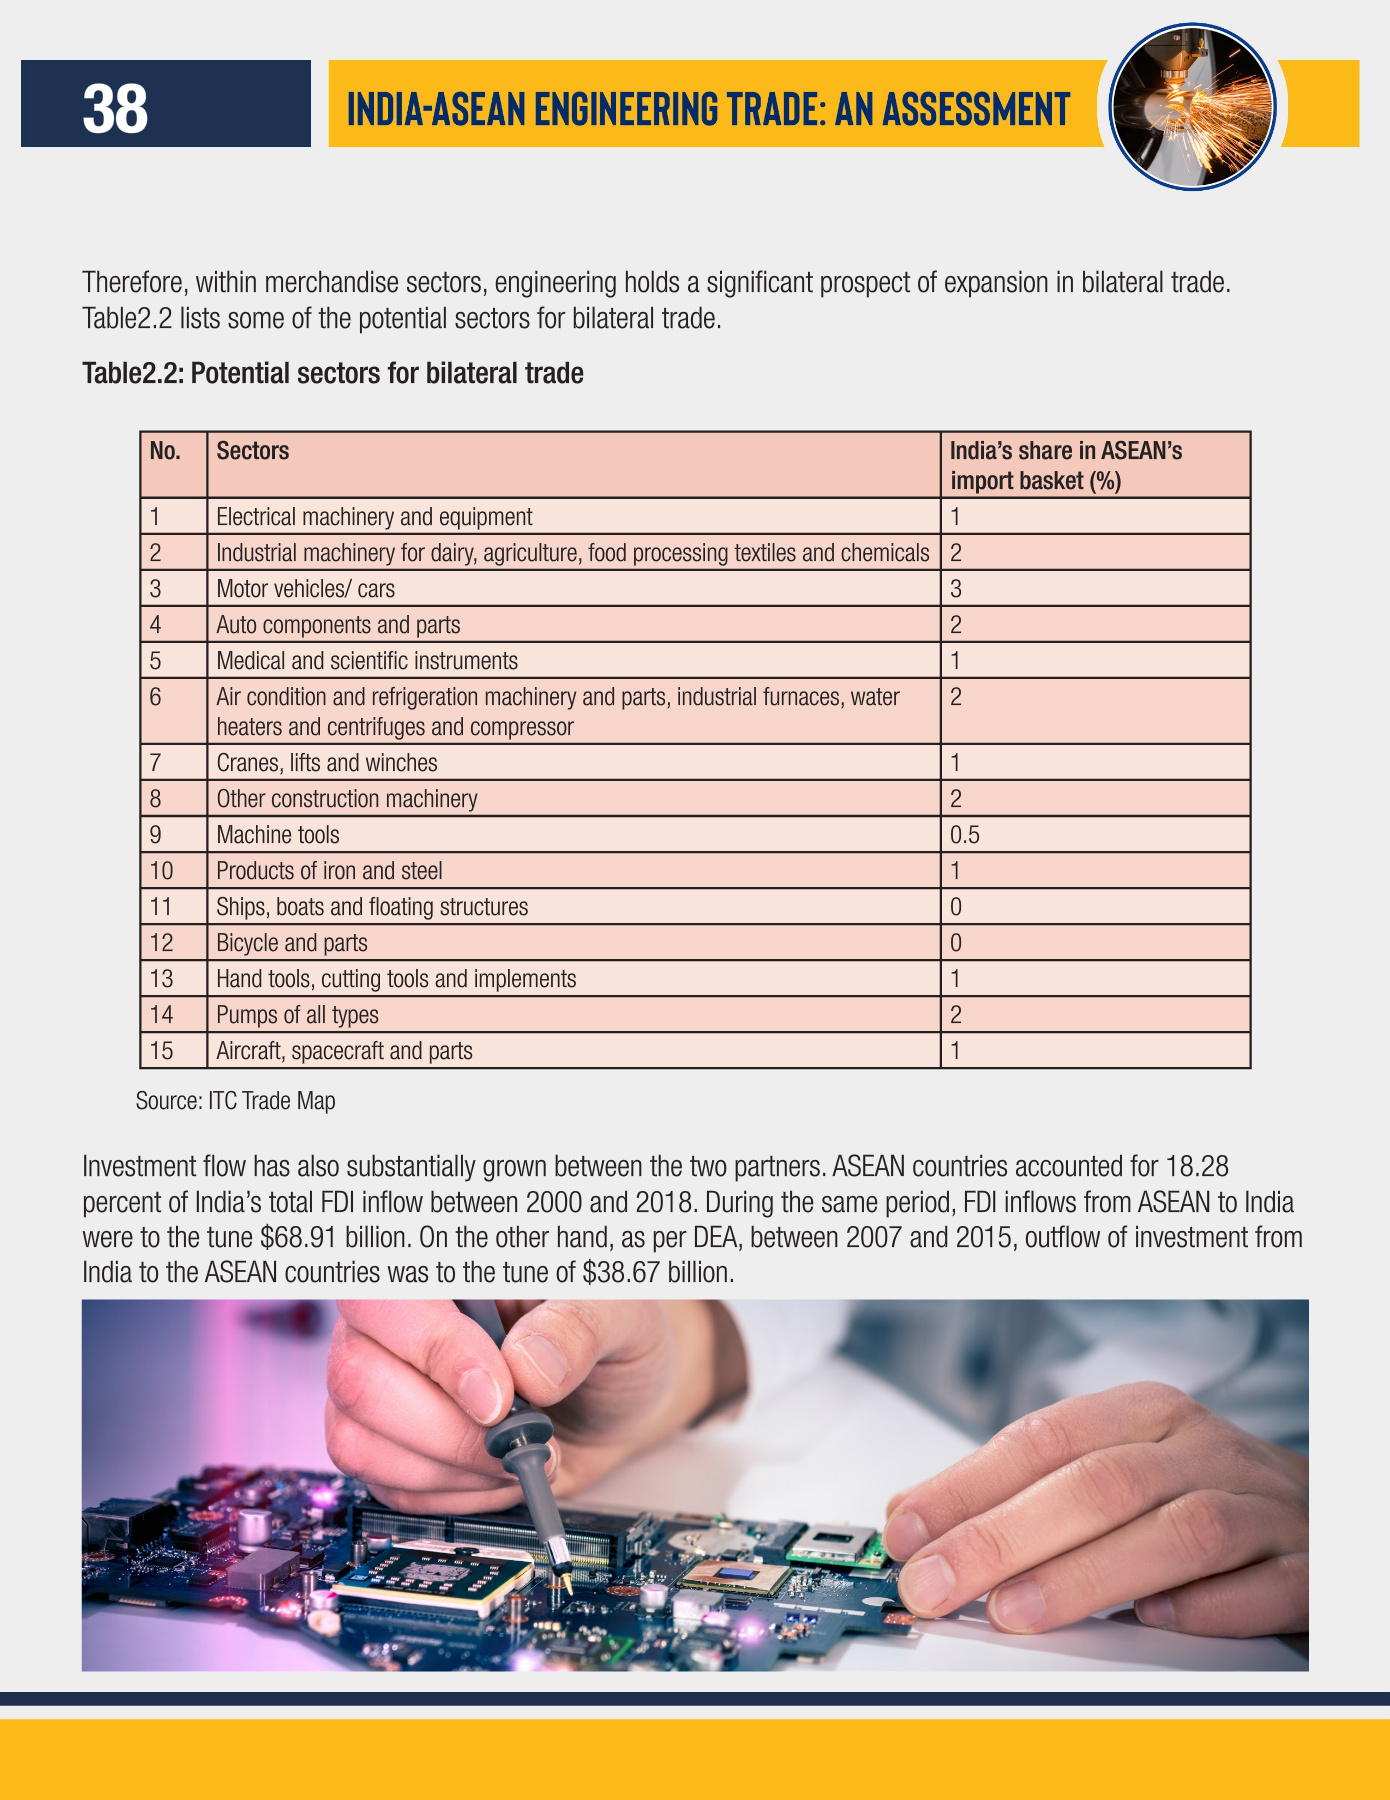 38
INDIA-ASEAN ENGINEERING TRADE: AN ASSESSMENT
Therefore, within merchandise sectors, engineering holds a significant prospect of expansion in bilateral trade.
Table2.2 lists some of the potential sectors for bilateral trade.
Table2.2: Potential sectors for bilateral trade
No. Sectors India’s share in ASEAN’s
import basket (%)
1 Electrical machinery and equipment 1
2 Industrial machinery for dairy, agriculture, food processing textiles and chemicals 2
3 Motor vehicles/ cars 3
4 Auto components and parts 2
5 Medical and scientific instruments 1
6 Air condition and refrigeration machinery and parts, industrial furnaces, water 2
heaters and centrifuges and compressor
7 Cranes, lifts and winches 1
8 Other construction machinery 2
9 Machine tools 0.5
10 Products of iron and steel 1
11 Ships, boats and floating structures 0
12 Bicycle and parts 0
13 Hand tools, cutting tools and implements 1
14 Pumps of all types 2
15 Aircraft, spacecraft and parts 1
Source: ITC Trade Map
Investment flow has also substantially grown between the two partners. ASEAN countries accounted for 18.28
percent of India’s total FDI inflow between 2000 and 2018. During the same period, FDI inflows from ASEAN to India
were to the tune $68.91 billion. On the other hand, as per DEA, between 2007 and 2015, outflow of investment from
India to the ASEAN countries was to the tune of $38.67 billion.